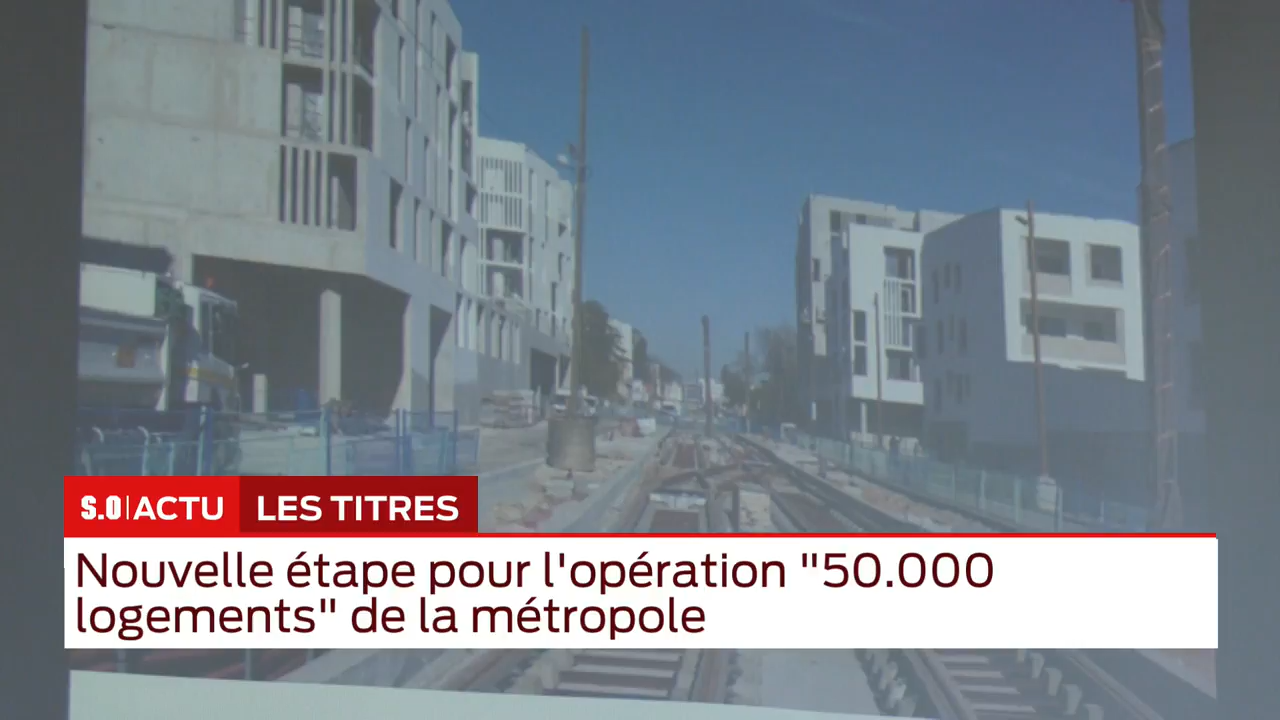 S.O|ACTU LES TITRES
Nouvelle étape pour l'opération "50.000
logements" de la métropole